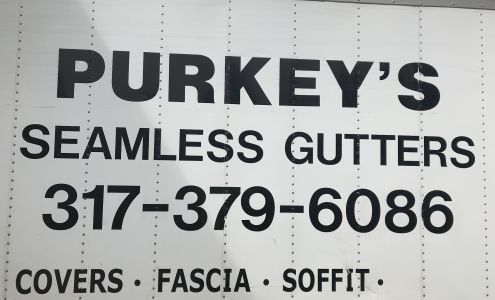 PURKEY'S
SEAMLESS GUTTERS
317-379-6086
COVERS · FASCIA · SOFFIT ·